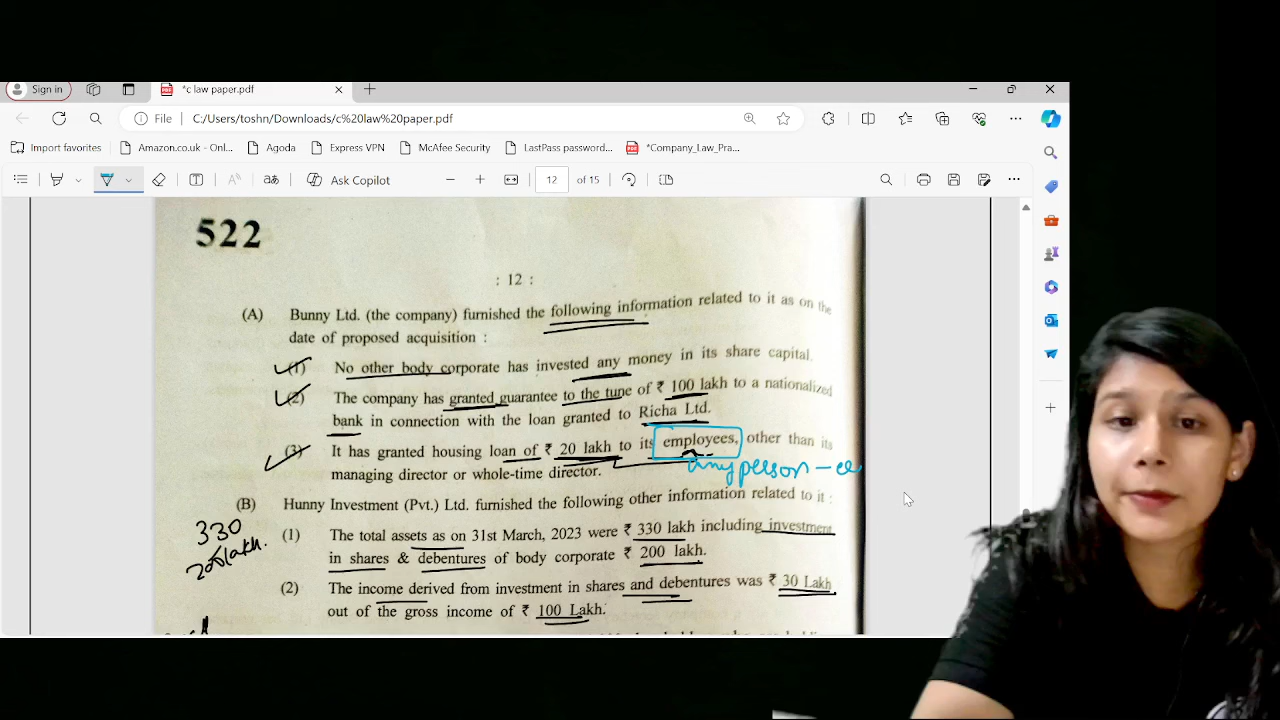 Sign in
*c law paper.pdf
File C:/Users/toshn/Downloads/c%20law%20paper.pdf
Import favorites Amazon.co.uk - Onl... Agoda Express VPN McAfee Security LastPass password... *Company_Law_Pra...
Ask Copilot 12 of 15
522
: 12 :
(A) Bunny Ltd. (the company) furnished the following information related to it as on the
date of proposed acquisition :
(1) No other body corporate has invested any money in its share capital.
(2) The company has granted guarantee to the tune of ₹ 100 lakh to a nationalized
bank in connection with the loan granted to Richa Ltd.
(3) It has granted housing loan of ₹ 20 lakh to its employees, other than its
managing director or whole-time director.
any person - ee
(B) Hunny Investment (Pvt.) Ltd. furnished the following other information related to it :
330
200 lakh.
(1) The total assets as on 31st March, 2023 were ₹ 330 lakh including investment
in shares & debentures of body corporate ₹ 200 lakh.
(2) The income derived from investment in shares and debentures was ₹ 30 Lakh
out of the gross income of ₹ 100 Lakh.